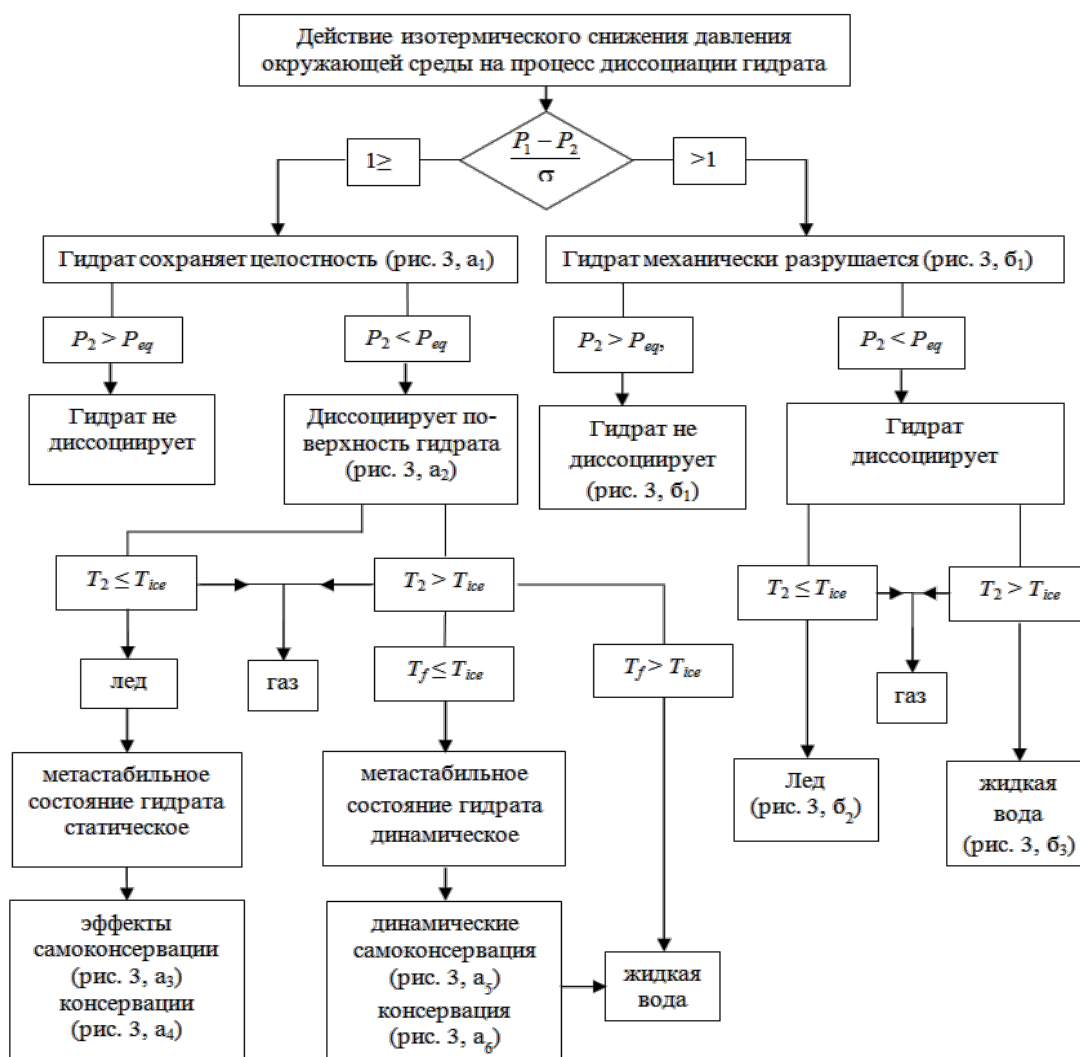 Действие изотермического снижения давления
окружающей среды на процесс диссоциации гидрата
1≥
P₁ − P₂
σ
>1
Гидрат сохраняет целостность (рис. 3, а₁)
Гидрат механически разрушается (рис. 3, б₁)
P₂ > Peq
P₂ < Peq
P₂ > Peq,
P₂ < Peq
Гидрат не
диссоциирует
Диссоциирует по-
верхность гидрата
(рис. 3, а₂)
Гидрат не
диссоциирует
(рис. 3, б₁)
Гидрат
диссоциирует
T₂ ≤ Tice
T₂ > Tice
T₂ ≤ Tice
T₂ > Tice
лед
газ
Tf ≤ Tice
Tf > Tice
газ
метастабильное
состояние гидрата
статическое
метастабильное
состояние гидрата
динамическое
Лед
(рис. 3, б₂)
жидкая
вода
(рис. 3, б₃)
эффекты
самоконсервации
(рис. 3, а₃)
консервации
(рис. 3, а₄)
динамические
самоконсервация
(рис. 3, а₅)
консервация
(рис. 3, а₆)
жидкая
вода